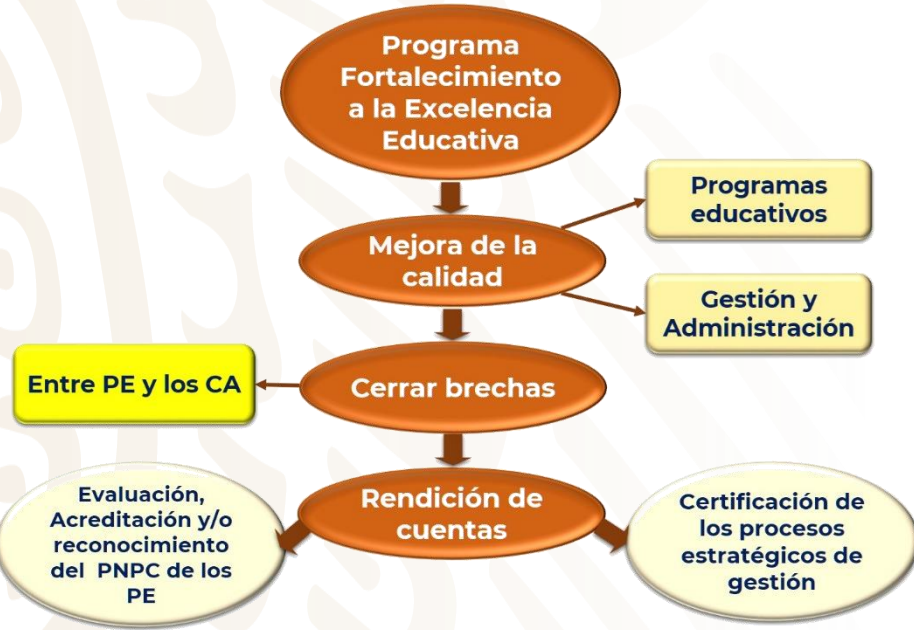 Programa
Fortalecimiento
a la Excelencia
Educativa
Programas
educativos
Mejora de la
calidad
Gestión y
Administración
Entre PE y los CA
Cerrar brechas
Rendición de
cuentas
Evaluación,
Acreditación y/o
reconocimiento
del PNPC de los
PE
Certificación de
los procesos
estratégicos de
gestión